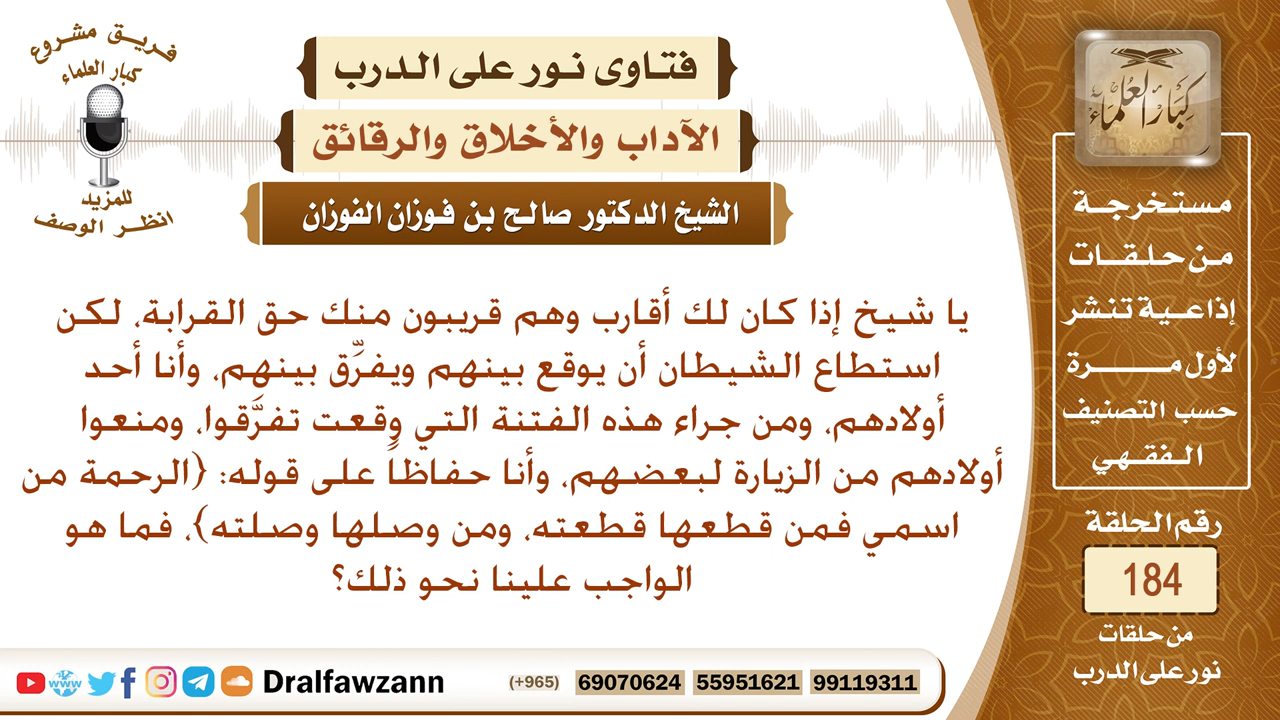 فريق مشروع
كبار العلماء
للمزيد
انظر الوصف
فتاوى نور على الدرب
الآداب والأخلاق والرقائق
الشيخ الدكتور صالح بن فوزان الفوزان
يا شيخ إذا كان لك أقارب وهم قريبون منك حق القرابة، لكن
استطاع الشيطان أن يوقع بينهم ويفرِّق بينهم، وأنا أحد
أولادهم، ومن جراء هذه الفتنة التي وقعت تفرَّقوا، ومنعوا
أولادهم من الزيارة لبعضهم، وأنا حفاظاً على قوله: (الرحمة من
اسمي فمن قطعها قطعته، ومن وصلها وصلته)، فما هو
الواجب علينا نحو ذلك؟
كبار العلماء
مستخرجة
من حلقات
إذاعية تنشر
لأول مرة
حسب التصنيف
الفقهي
رقم الحلقة
184
من حلقات
نور على الدرب
www
Dralfawzann
(+965) 69070624 55951621 99119311